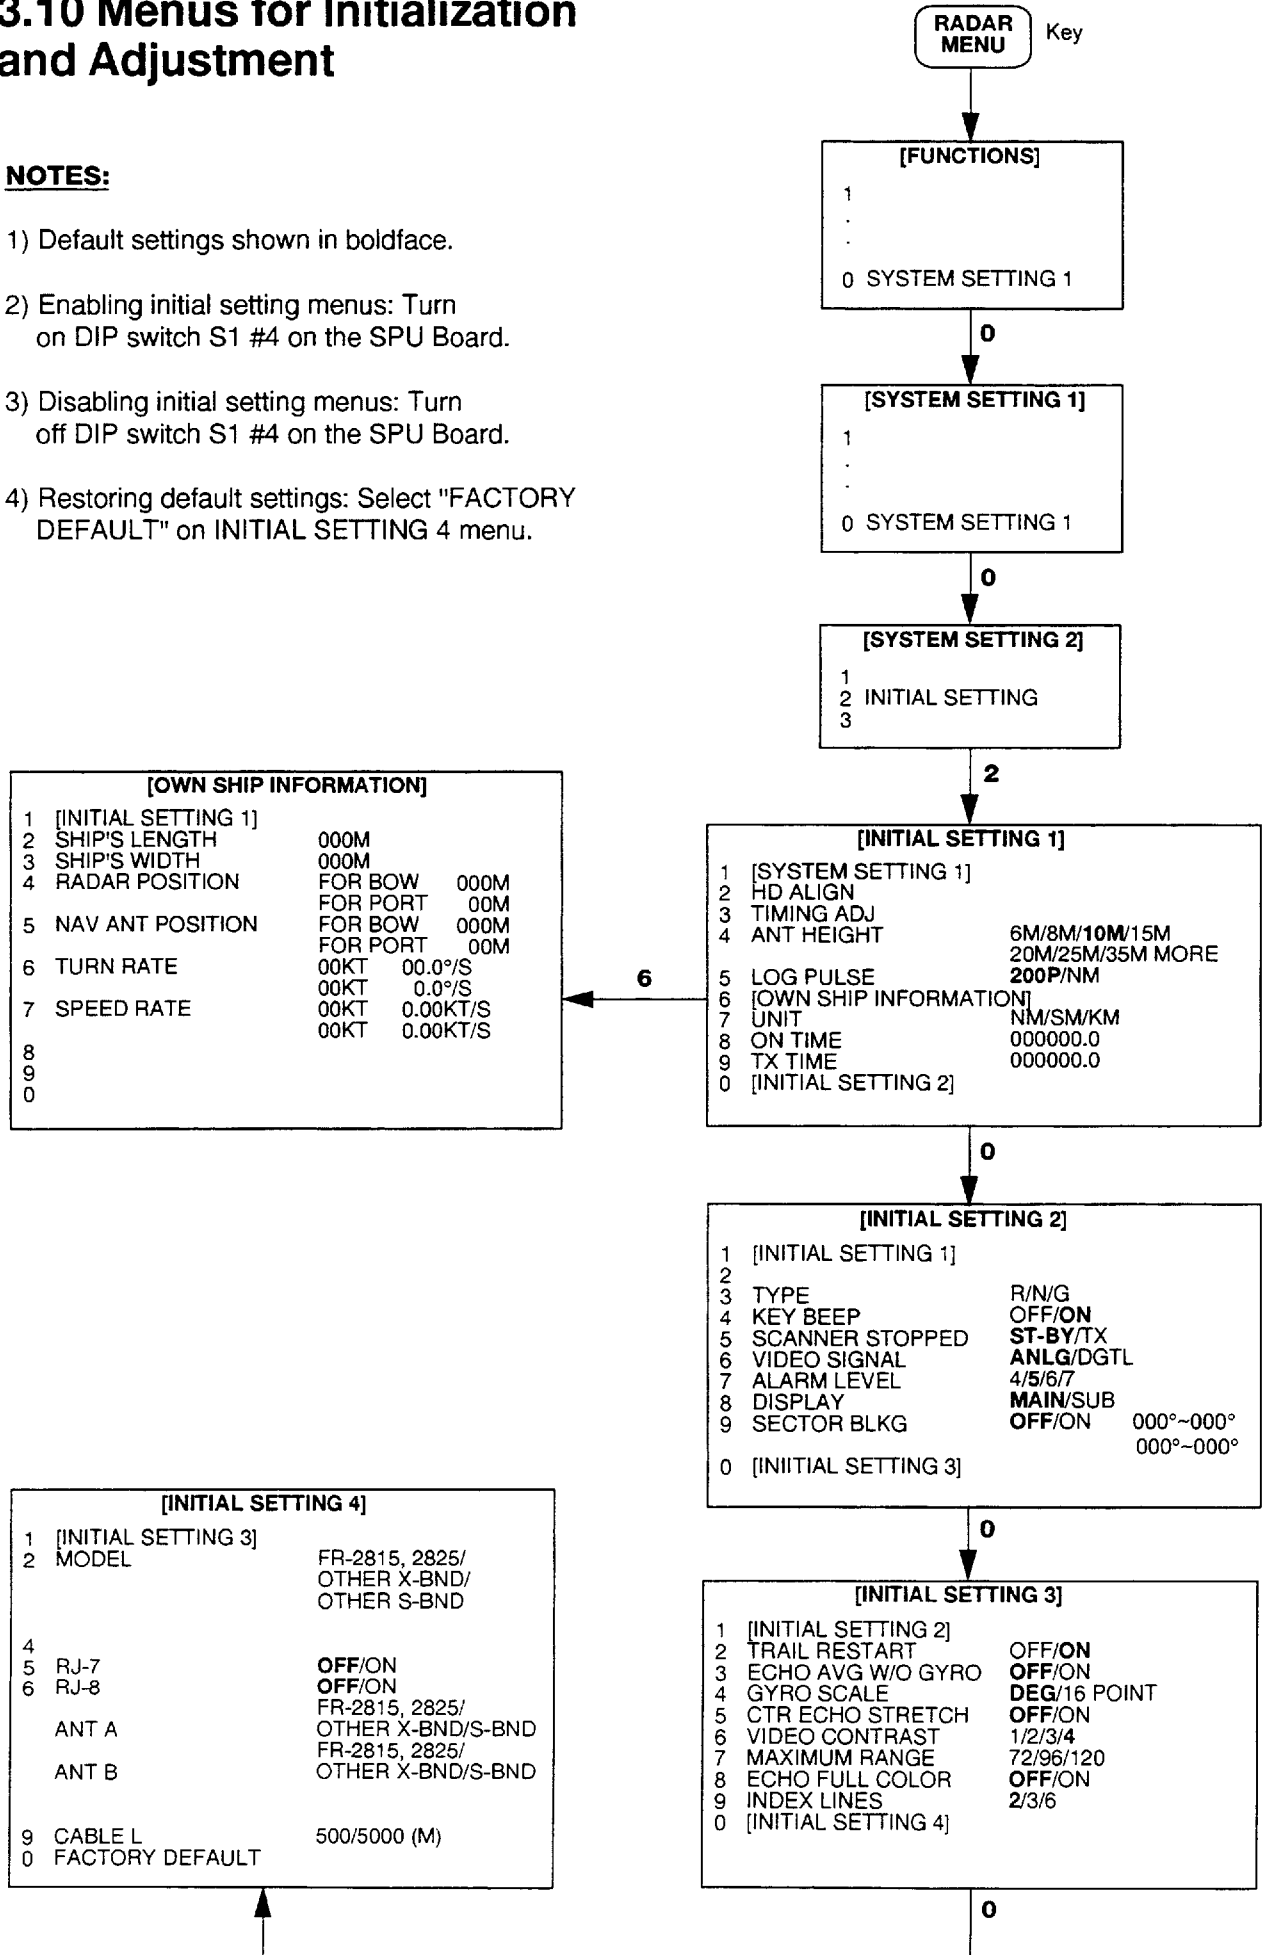 3.10 Menus for Initialization
and Adjustment
NOTES:
1) Default settings shown in boldface.
2) Enabling initial setting menus: Turn
on DIP switch S1 #4 on the SPU Board.
3) Disabling initial setting menus: Turn
off DIP switch S1 #4 on the SPU Board.
4) Restoring default settings: Select "FACTORY
DEFAULT" on INITIAL SETTING 4 menu.
RADAR
MENU
Key
[FUNCTIONS]
1
.
.
0 SYSTEM SETTING 1
0
[SYSTEM SETTING 1]
1
.
.
0 SYSTEM SETTING 1
0
[SYSTEM SETTING 2]
1
2 INITIAL SETTING
3
2
[INITIAL SETTING 1]
1 [SYSTEM SETTING 1]
2 HD ALIGN
3 TIMING ADJ
4 ANT HEIGHT 6M/8M/10M/15M
20M/25M/35M MORE
5 LOG PULSE 200P/NM
6 [OWN SHIP INFORMATION]
7 UNIT NM/SM/KM
8 ON TIME 000000.0
9 TX TIME 000000.0
0 [INITIAL SETTING 2]
6
[OWN SHIP INFORMATION]
1 [INITIAL SETTING 1]
2 SHIP'S LENGTH 000M
3 SHIP'S WIDTH 000M
4 RADAR POSITION FOR BOW 000M
FOR PORT 00M
5 NAV ANT POSITION FOR BOW 000M
FOR PORT 00M
6 TURN RATE 00KT 00.0°/S
00KT 0.0°/S
7 SPEED RATE 00KT 0.00KT/S
00KT 0.00KT/S
8
9
0
0
[INITIAL SETTING 2]
1 [INITIAL SETTING 1]
2
3 TYPE R/N/G
4 KEY BEEP OFF/ON
5 SCANNER STOPPED ST-BY/TX
6 VIDEO SIGNAL ANLG/DGTL
7 ALARM LEVEL 4/5/6/7
8 DISPLAY MAIN/SUB
9 SECTOR BLKG OFF/ON 000°~000°
000°~000°
0 [INIITIAL SETTING 3]
0
[INITIAL SETTING 3]
1 [INITIAL SETTING 2]
2 TRAIL RESTART OFF/ON
3 ECHO AVG W/O GYRO OFF/ON
4 GYRO SCALE DEG/16 POINT
5 CTR ECHO STRETCH OFF/ON
6 VIDEO CONTRAST 1/2/3/4
7 MAXIMUM RANGE 72/96/120
8 ECHO FULL COLOR OFF/ON
9 INDEX LINES 2/3/6
0 [INITIAL SETTING 4]
0
[INITIAL SETTING 4]
1 [INITIAL SETTING 3]
2 MODEL FR-2815, 2825/
OTHER X-BND/
OTHER S-BND
4
5 RJ-7 OFF/ON
6 RJ-8 OFF/ON
FR-2815, 2825/
ANT A OTHER X-BND/S-BND
FR-2815, 2825/
ANT B OTHER X-BND/S-BND
9 CABLE L 500/5000 (M)
0 FACTORY DEFAULT